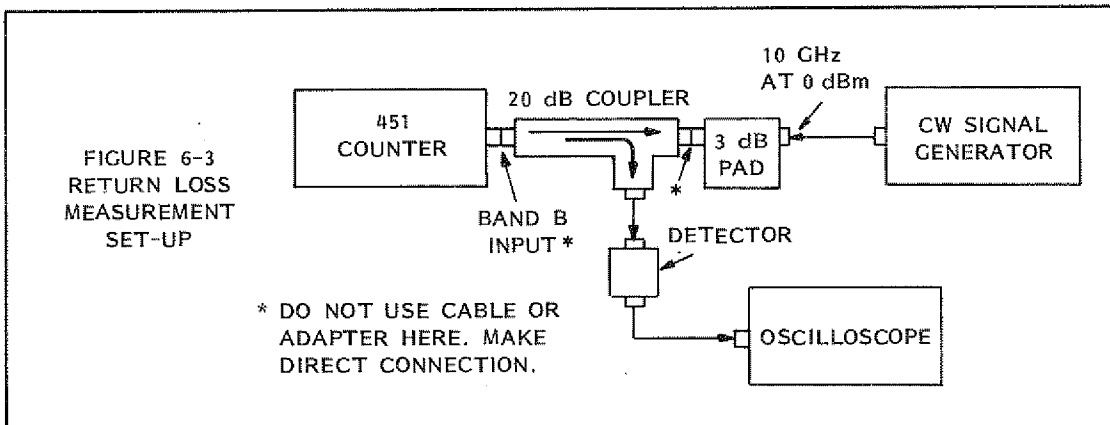 FIGURE 6-3
RETURN LOSS
MEASUREMENT
SET-UP
451
COUNTER
20 dB COUPLER
10 GHz
AT 0 dBm
3 dB
PAD
*
CW SIGNAL
GENERATOR
BAND B
INPUT *
DETECTOR
OSCILLOSCOPE
* DO NOT USE CABLE OR
ADAPTER HERE. MAKE
DIRECT CONNECTION.